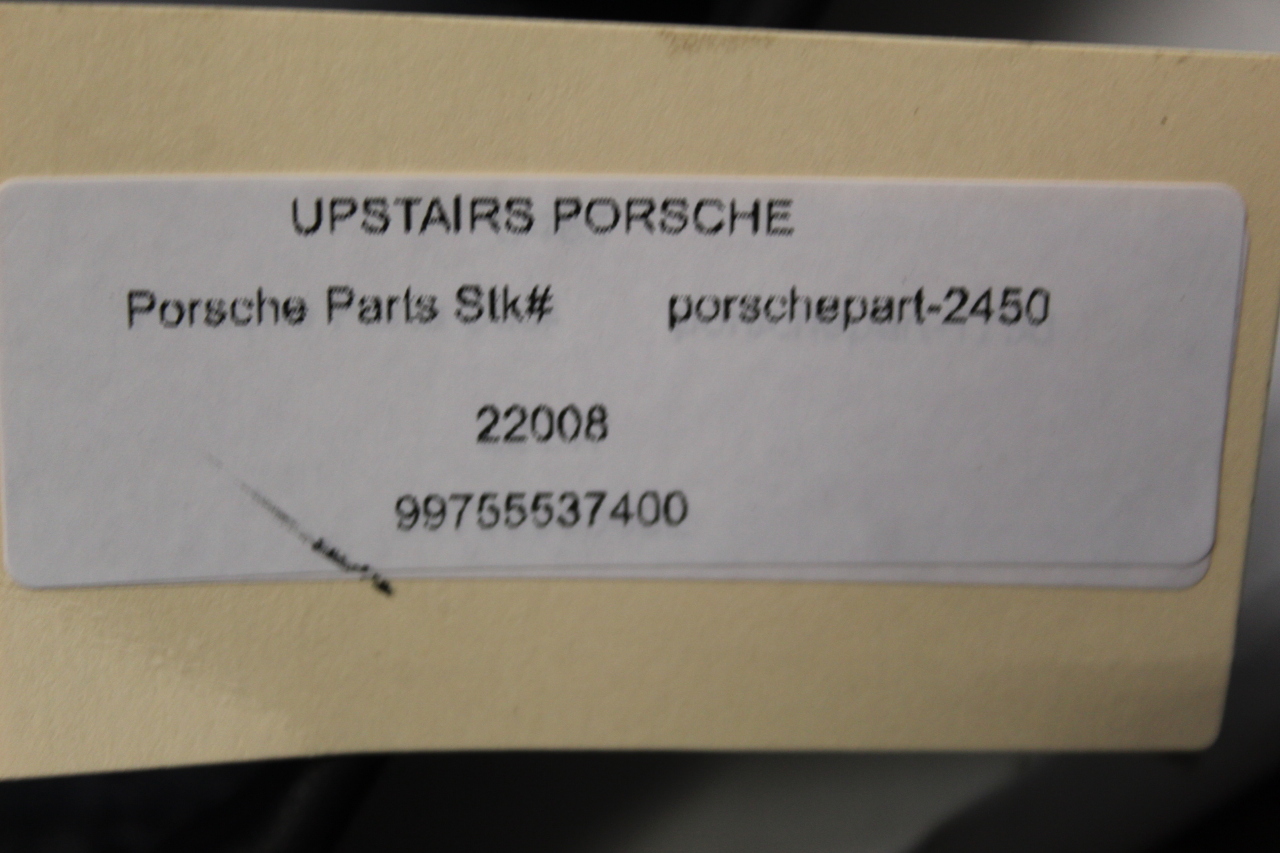 UPSTAIRS PORSCHE
Porsche Parts Stk# porschepart-2450
22008
99755537400